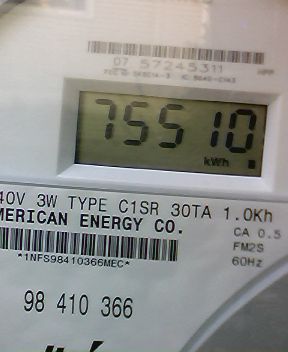 07 57245311
75510
kWh
40V 3W TYPE C1SR 30TA 1.0Kh
MERICAN ENERGY CO.
CA 0.5
FM2S
60Hz
*1NFS98410366MEC*
98 410 366